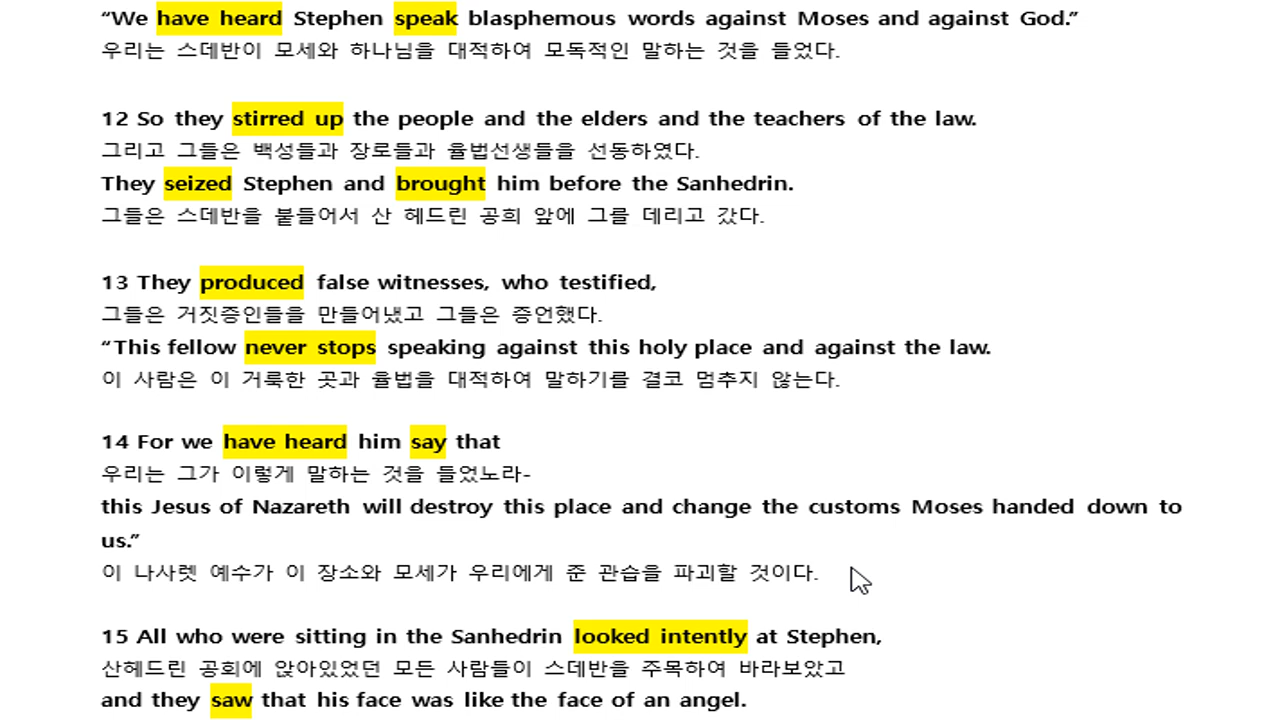 “We have heard Stephen speak blasphemous words against Moses and against God.”
우리는 스데반이 모세와 하나님을 대적하여 모독적인 말하는 것을 들었다.
12 So they stirred up the people and the elders and the teachers of the law.
그리고 그들은 백성들과 장로들과 율법선생들을 선동하였다.
They seized Stephen and brought him before the Sanhedrin.
그들은 스데반을 붙들어서 산 헤드린 공회 앞에 그를 데리고 갔다.
13 They produced false witnesses, who testified,
그들은 거짓증인들을 만들어냈고 그들은 증언했다.
“This fellow never stops speaking against this holy place and against the law.
이 사람은 이 거룩한 곳과 율법을 대적하여 말하기를 결코 멈추지 않는다.
14 For we have heard him say that
우리는 그가 이렇게 말하는 것을 들었노라-
this Jesus of Nazareth will destroy this place and change the customs Moses handed down to
us.”
이 나사렛 예수가 이 장소와 모세가 우리에게 준 관습을 파괴할 것이다.
15 All who were sitting in the Sanhedrin looked intently at Stephen,
산헤드린 공회에 앉아있었던 모든 사람들이 스데반을 주목하여 바라보았고
and they saw that his face was like the face of an angel.